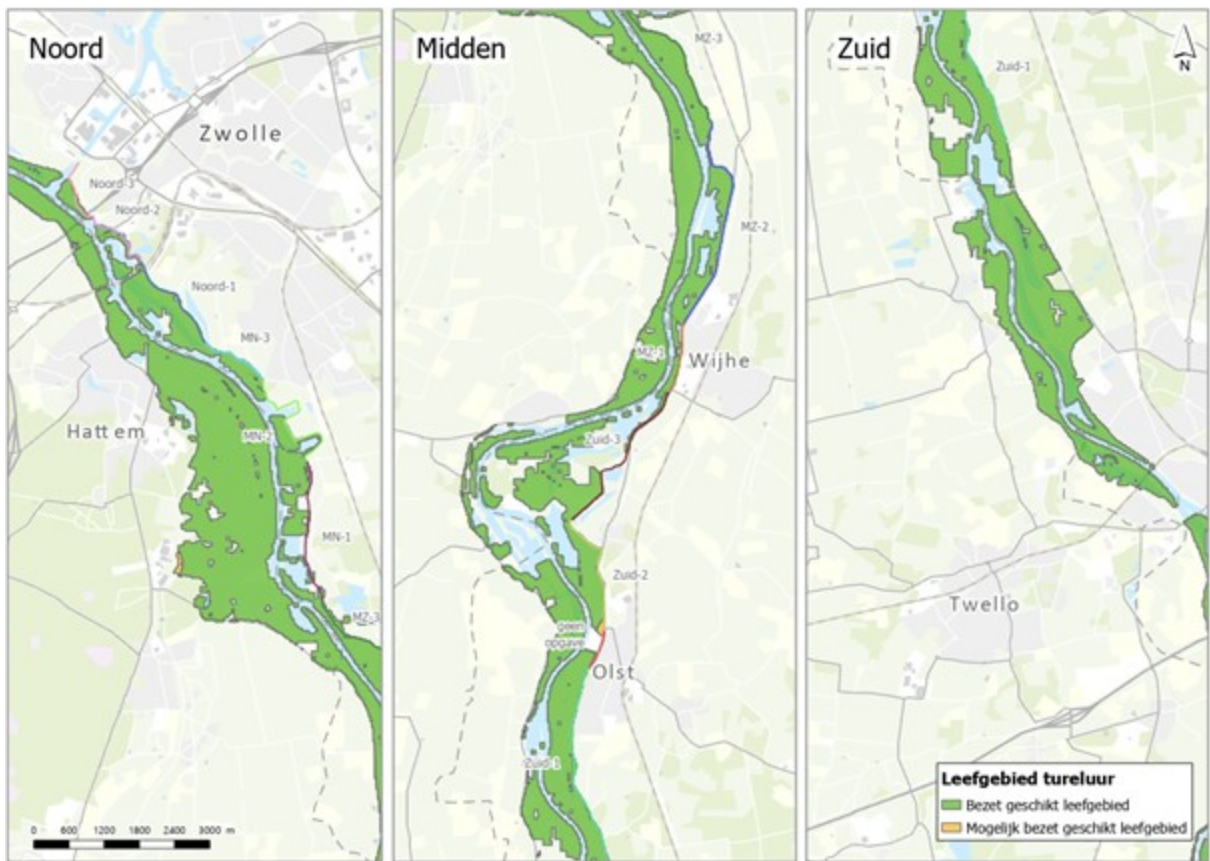 Noord
Zwolle
Noord-3
Noord-2
Noord-1
MN-3
Hattem
MN-2
MN-1
MZ-3
0 600 1200 1800 2400 3000 m
Midden
MZ-3
MZ-2
MZ-1
Wijhe
Zuid-3
Zuid-2
geen
opgave
Olst
Zuid-1
Zuid
N
Zuid-1
Twello
Leefgebied tureluur
Bezet geschikt leefgebied
Mogelijk bezet geschikt leefgebied